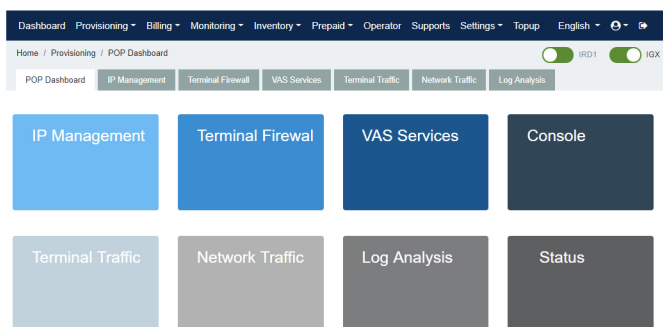 Dashboard Provisioning Billing Monitoring Inventory Prepaid Operator Supports Settings Topup English
Home / Provisioning / POP Dashboard IRD1 IGX
POP Dashboard IP Management Terminal Firewall VAS Services Terminal Traffic Network Traffic Log Analysis
IP Management Terminal Firewal VAS Services Console
Terminal Traffic Network Traffic Log Analysis Status